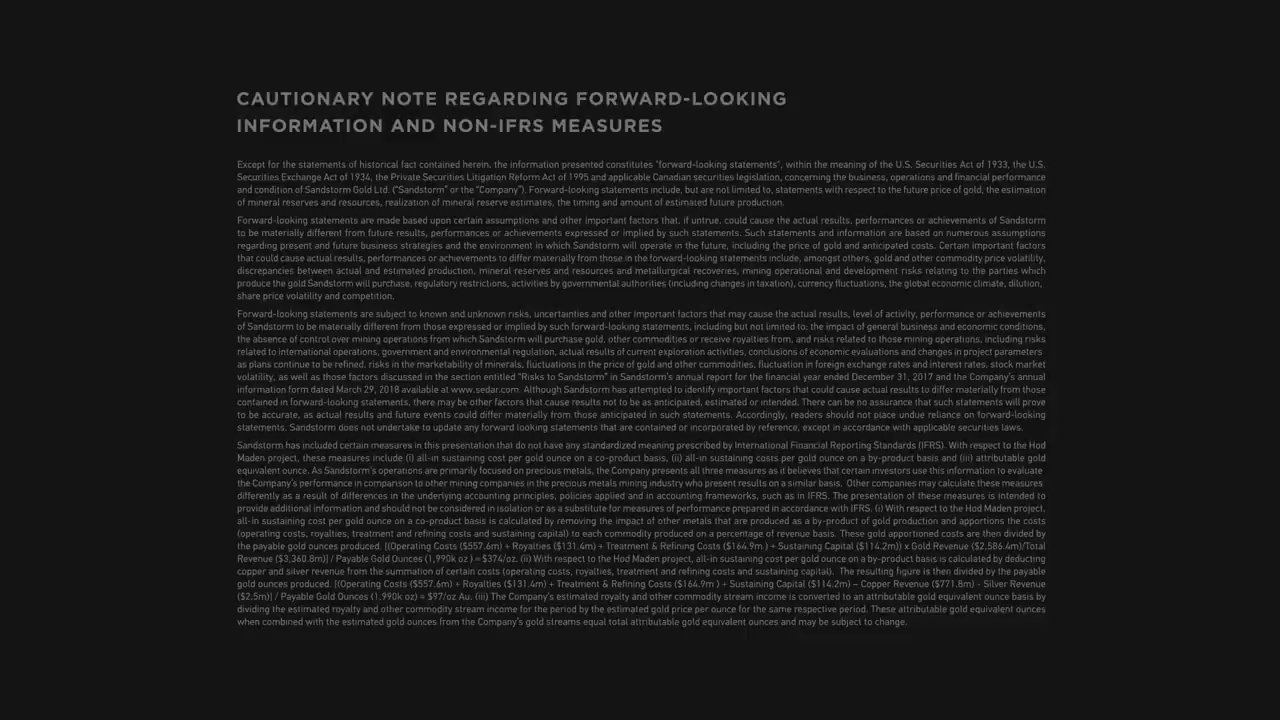 CAUTIONARY NOTE REGARDING FORWARD-LOOKING
INFORMATION AND NON-IFRS MEASURES
Except for the statements of historical fact contained herein, the information presented constitutes "forward-looking statements", within the meaning of the U.S. Securities Act of 1933, the U.S.
Securities Exchange Act of 1934, the Private Securities Litigation Reform Act of 1995 and applicable Canadian securities legislation, concerning the business, operations and financial performance
and condition of Sandstorm Gold Ltd. ("Sandstorm" or the "Company"). Forward-looking statements include, but are not limited to, statements with respect to the future price of gold, the estimation
of mineral reserves and resources, realization of mineral reserve estimates, the timing and amount of estimated future production.
Forward-looking statements are made based upon certain assumptions and other important factors that, if untrue, could cause the actual results, performances or achievements of Sandstorm
to be materially different from future results, performances or achievements expressed or implied by such statements. Such statements and information are based on numerous assumptions
regarding present and future business strategies and the environment in which Sandstorm will operate in the future, including the price of gold and anticipated costs. Certain important factors
that could cause actual results, performances or achievements to differ materially from those in the forward-looking statements include, amongst others, gold and other commodity price volatility,
discrepancies between actual and estimated production, mineral reserves and resources and metallurgical recoveries, mining operational and development risks relating to the parties which
produce the gold Sandstorm will purchase, regulatory restrictions, activities by governmental authorities (including changes in taxation), currency fluctuations, the global economic climate, dilution,
share price volatility and competition.
Forward-looking statements are subject to known and unknown risks, uncertainties and other important factors that may cause the actual results, level of activity, performance or achievements
of Sandstorm to be materially different from those expressed or implied by such forward-looking statements, including but not limited to: the impact of general business and economic conditions,
the absence of control over mining operations from which Sandstorm will purchase gold, other commodities or receive royalties from, and risks related to those mining operations, including risks
related to international operations, government and environmental regulation, actual results of current exploration activities, conclusions of economic evaluations and changes in project parameters
as plans continue to be refined, risks in the marketability of minerals, fluctuations in the price of gold and other commodities, fluctuation in foreign exchange rates and interest rates, stock market
volatility, as well as those factors discussed in the section entitled "Risks to Sandstorm" in Sandstorm's annual report for the financial year ended December 31, 2017 and the Company's annual
information form dated March 29, 2018 available at www.sedar.com. Although Sandstorm has attempted to identify important factors that could cause actual results to differ materially from those
contained in forward-looking statements, there may be other factors that cause results not to be as anticipated, estimated or intended. There can be no assurance that such statements will prove
to be accurate, as actual results and future events could differ materially from those anticipated in such statements. Accordingly, readers should not place undue reliance on forward-looking
statements. Sandstorm does not undertake to update any forward looking statements that are contained or incorporated by reference, except in accordance with applicable securities laws.
Sandstorm has included certain measures in this presentation that do not have any standardized meaning prescribed by International Financial Reporting Standards (IFRS). With respect to the Hod
Maden project, these measures include (i) all-in sustaining cost per gold ounce on a co-product basis, (ii) all-in sustaining costs per gold ounce on a by-product basis and (iii) attributable gold
equivalent ounce. As Sandstorm's operations are primarily focused on precious metals, the Company presents all three measures as it believes that certain investors use this information to evaluate
the Company's performance in comparison to other mining companies in the precious metals mining industry who present results on a similar basis. Other companies may calculate these measures
differently as a result of differences in the underlying accounting principles, policies applied and in accounting frameworks, such as in IFRS. The presentation of these measures is intended to
provide additional information and should not be considered in isolation or as a substitute for measures of performance prepared in accordance with IFRS. (i) With respect to the Hod Maden project,
all-in sustaining cost per gold ounce on a co-product basis is calculated by removing the impact of other metals that are produced as a by-product of gold production and apportions the costs
(operating costs, royalties, treatment and refining costs and sustaining capital) to each commodity produced on a percentage of revenue basis. These gold apportioned costs are then divided by
the payable gold ounces produced. [(Operating Costs ($557.6m) + Royalties ($131.4m) + Treatment & Refining Costs ($164.9m ) + Sustaining Capital ($114.2m)) x Gold Revenue ($2,586.4m)/Total
Revenue ($3,360.8m)] / Payable Gold Ounces (1,990k oz ) = $374/oz. (ii) With respect to the Hod Maden project, all-in sustaining cost per gold ounce on a by-product basis is calculated by deducting
copper and silver revenue from the summation of certain costs (operating costs, royalties, treatment and refining costs and sustaining capital). The resulting figure is then divided by the payable
gold ounces produced. [(Operating Costs ($557.6m) + Royalties ($131.4m) + Treatment & Refining Costs ($164.9m ) + Sustaining Capital ($114.2m) – Copper Revenue ($771.8m) - Silver Revenue
($2.5m))] / Payable Gold Ounces (1,990k oz) = $97/oz Au. (iii) The Company's estimated royalty and other commodity stream income is converted to an attributable gold equivalent ounce basis by
dividing the estimated royalty and other commodity stream income for the period by the estimated gold price per ounce for the same respective period. These attributable gold equivalent ounces
when combined with the estimated gold ounces from the Company's gold streams equal total attributable gold equivalent ounces and may be subject to change.